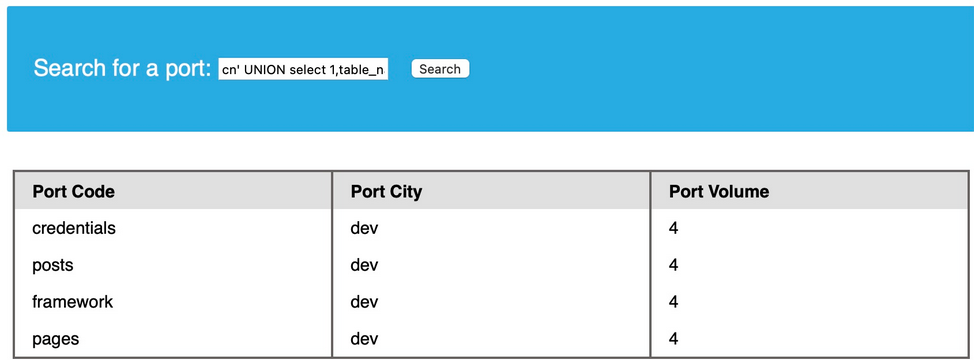 Search for a port: cn' UNION select 1,table_n Search
Port Code Port City Port Volume
credentials dev 4
posts dev 4
framework dev 4
pages dev 4